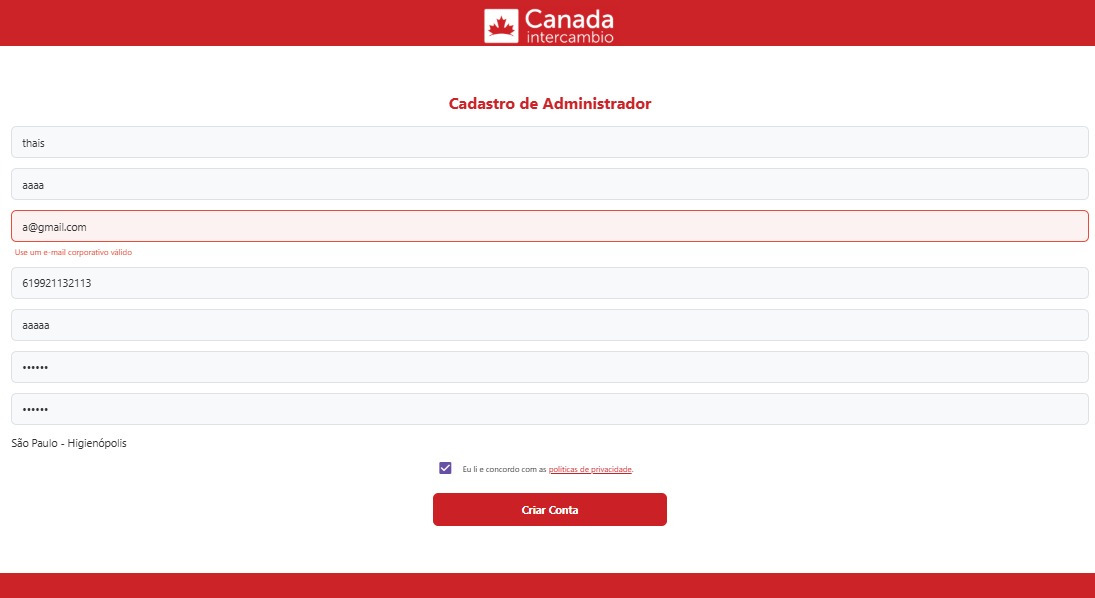 Canada
intercambio
Cadastro de Administrador
thais
aaaa
a@gmail.com
Use um e-mail corporativo válido
619921132113
aaaaa
••••••
••••••
São Paulo - Higienópolis
Eu li e concordo com as políticas de privacidade.
Criar Conta